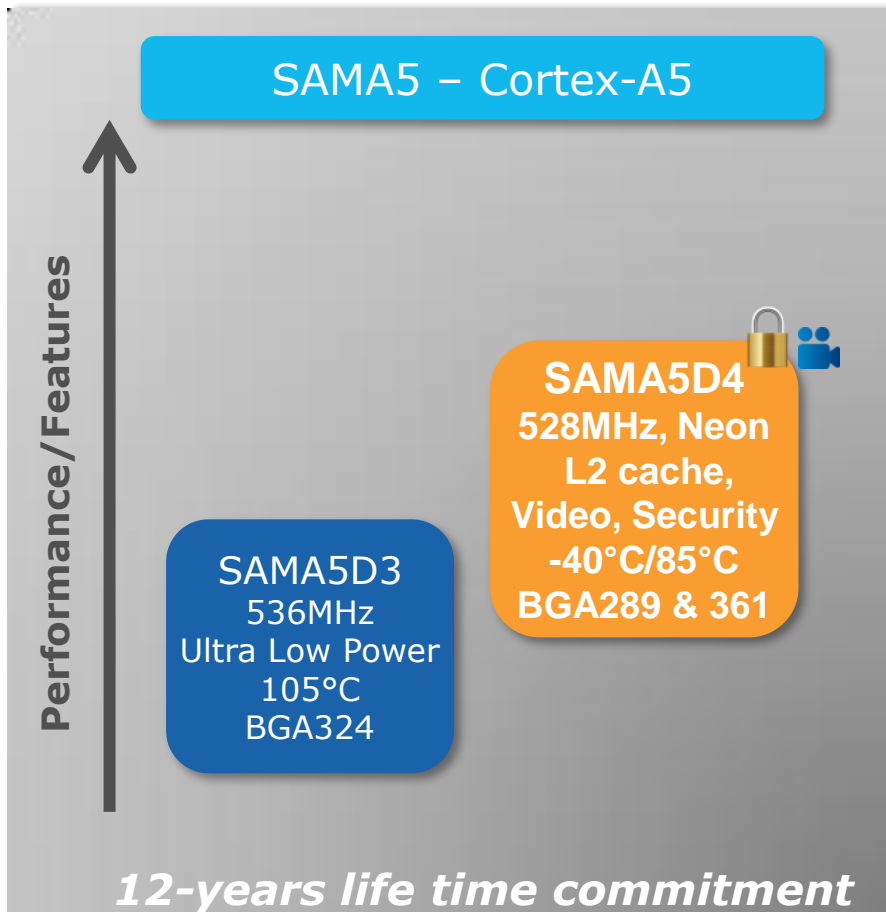 SAMA5 – Cortex-A5
Performance/Features
SAMA5D4
528MHz, Neon
L2 cache,
Video, Security
-40°C/85°C
BGA289 & 361
SAMA5D3
536MHz
Ultra Low Power
105°C
BGA324
12-years life time commitment